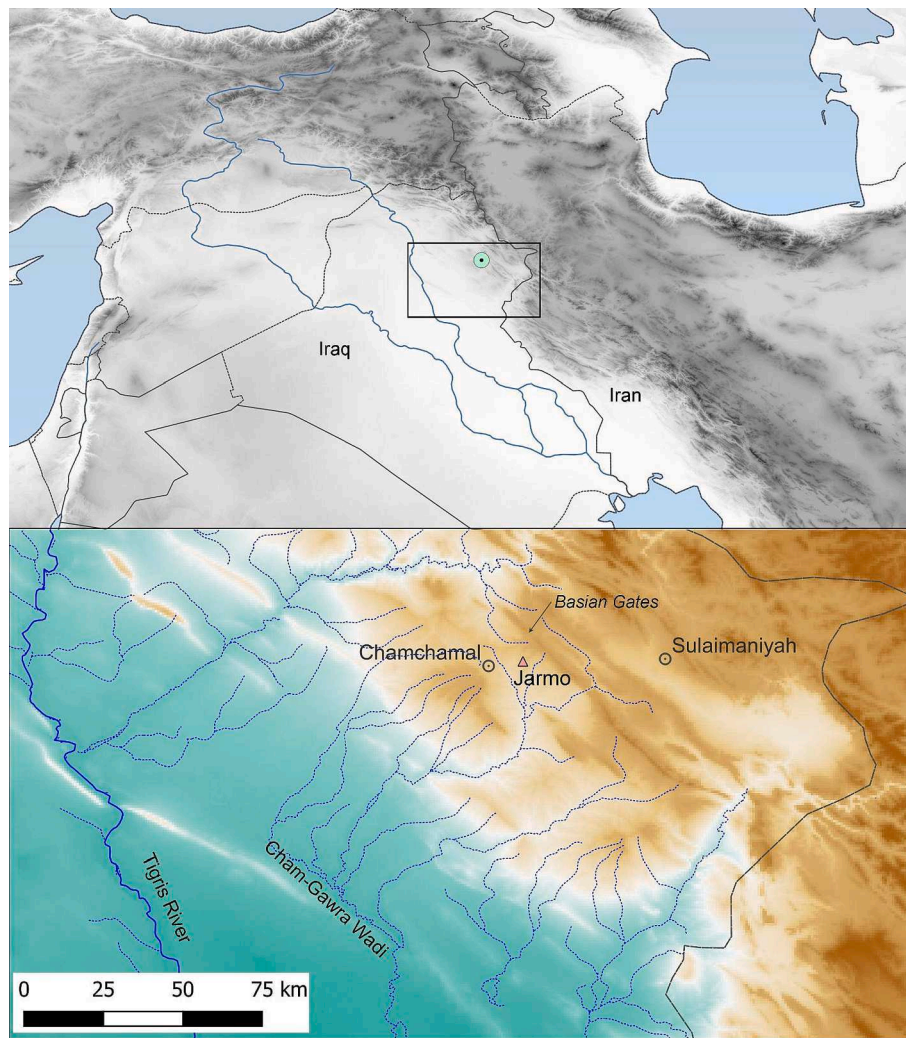 Iraq
Iran
Basian Gates
Chamchamal
Sulaimaniyah
Jarmo
Cham-Gawra Wadi
Tigris River
0 25 50 75 km